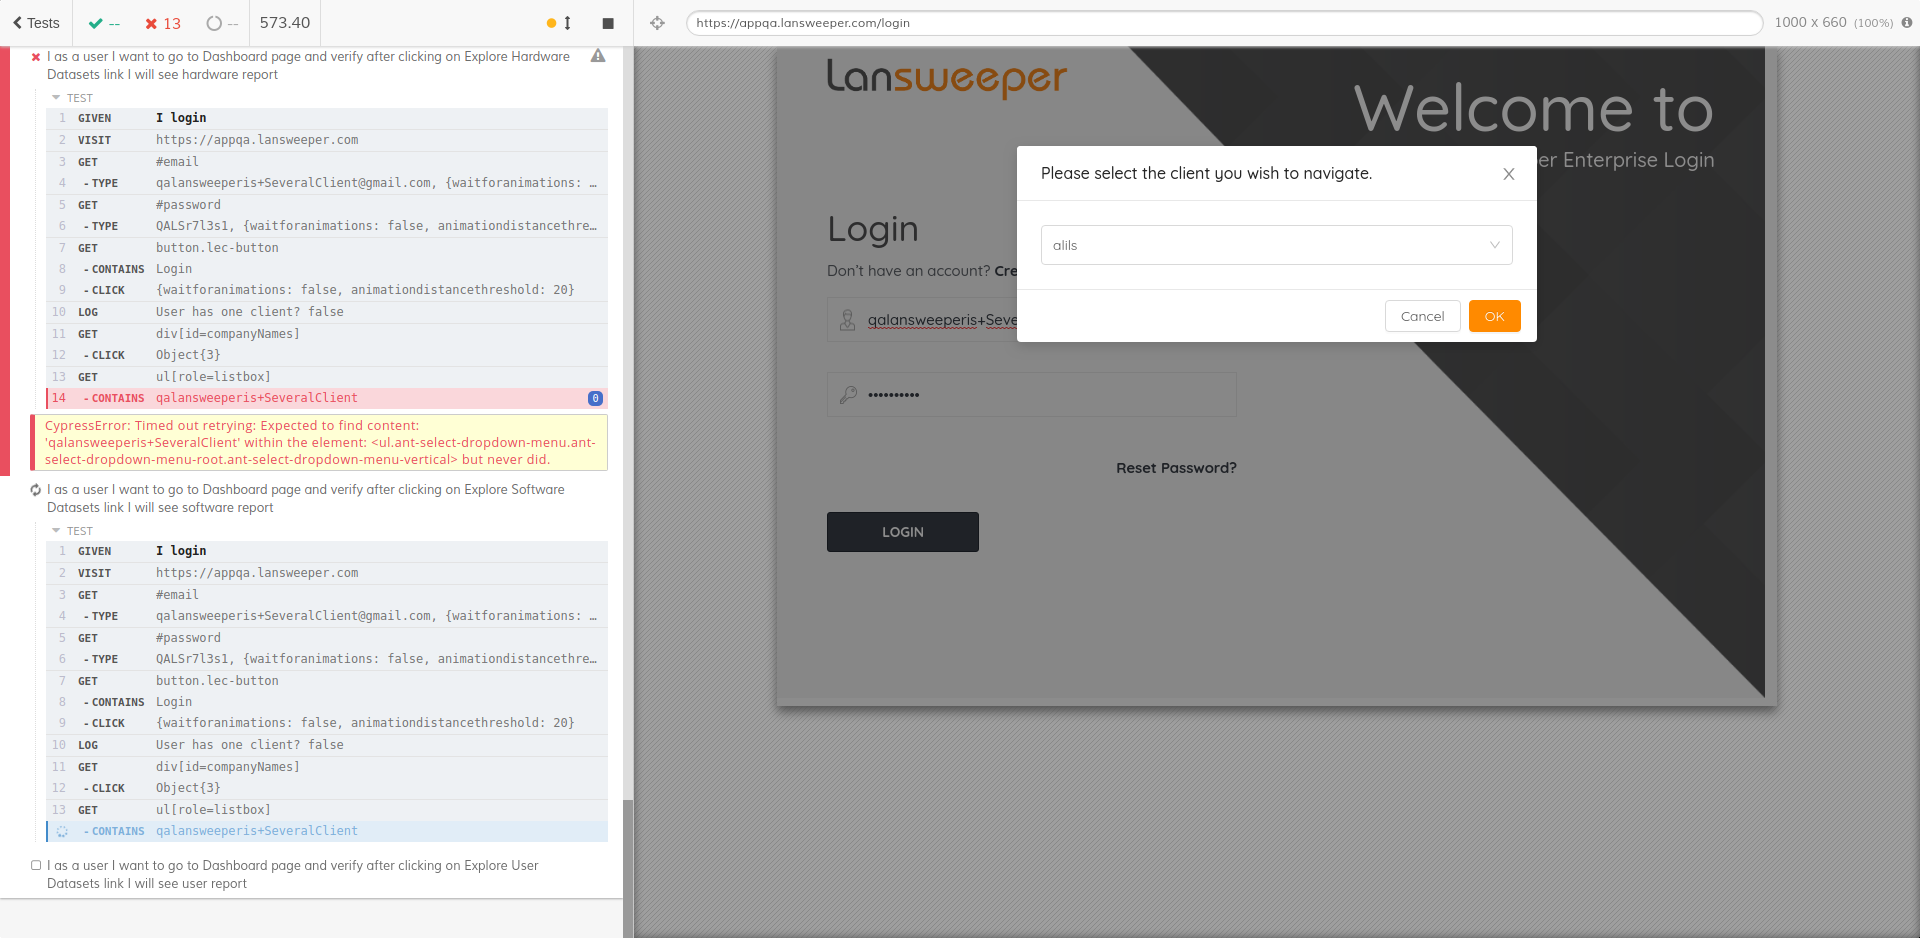 Tests
--
13
--
573.40
https://appqa.lansweeper.com/login
1000 x 660 (100%)
I as a user I want to go to Dashboard page and verify after clicking on Explore Hardware
Datasets link I will see hardware report
TEST
1 GIVEN I login
2 VISIT https://appqa.lansweeper.com
3 GET #email
4 - TYPE qalansweeperis+SeveralClient@gmail.com, {waitforanimations: …
5 GET #password
6 - TYPE QALSr7l3s1, {waitforanimations: false, animationdistancethre…
7 GET button.lec-button
8 - CONTAINS Login
9 - CLICK {waitforanimations: false, animationdistancethreshold: 20}
10 LOG User has one client? false
11 GET div[id=companyNames]
12 - CLICK Object{3}
13 GET ul[role=listbox]
14 - CONTAINS qalansweeperis+SeveralClient 0
CypressError: Timed out retrying: Expected to find content:
'qalansweeperis+SeveralClient' within the element: <ul.ant-select-dropdown-menu.ant-
select-dropdown-menu-root.ant-select-dropdown-menu-vertical> but never did.
I as a user I want to go to Dashboard page and verify after clicking on Explore Software
Datasets link I will see software report
TEST
1 GIVEN I login
2 VISIT https://appqa.lansweeper.com
3 GET #email
4 - TYPE qalansweeperis+SeveralClient@gmail.com, {waitforanimations: …
5 GET #password
6 - TYPE QALSr7l3s1, {waitforanimations: false, animationdistancethre…
7 GET button.lec-button
8 - CONTAINS Login
9 - CLICK {waitforanimations: false, animationdistancethreshold: 20}
10 LOG User has one client? false
11 GET div[id=companyNames]
12 - CLICK Object{3}
13 GET ul[role=listbox]
- CONTAINS qalansweeperis+SeveralClient
I as a user I want to go to Dashboard page and verify after clicking on Explore User
Datasets link I will see user report
Lansweeper
Welcome to
er Enterprise Login
Please select the client you wish to navigate.
alils
Cancel
OK
Login
Don't have an account? Cre
qalansweeperis+Seve
••••••••••
Reset Password?
LOGIN